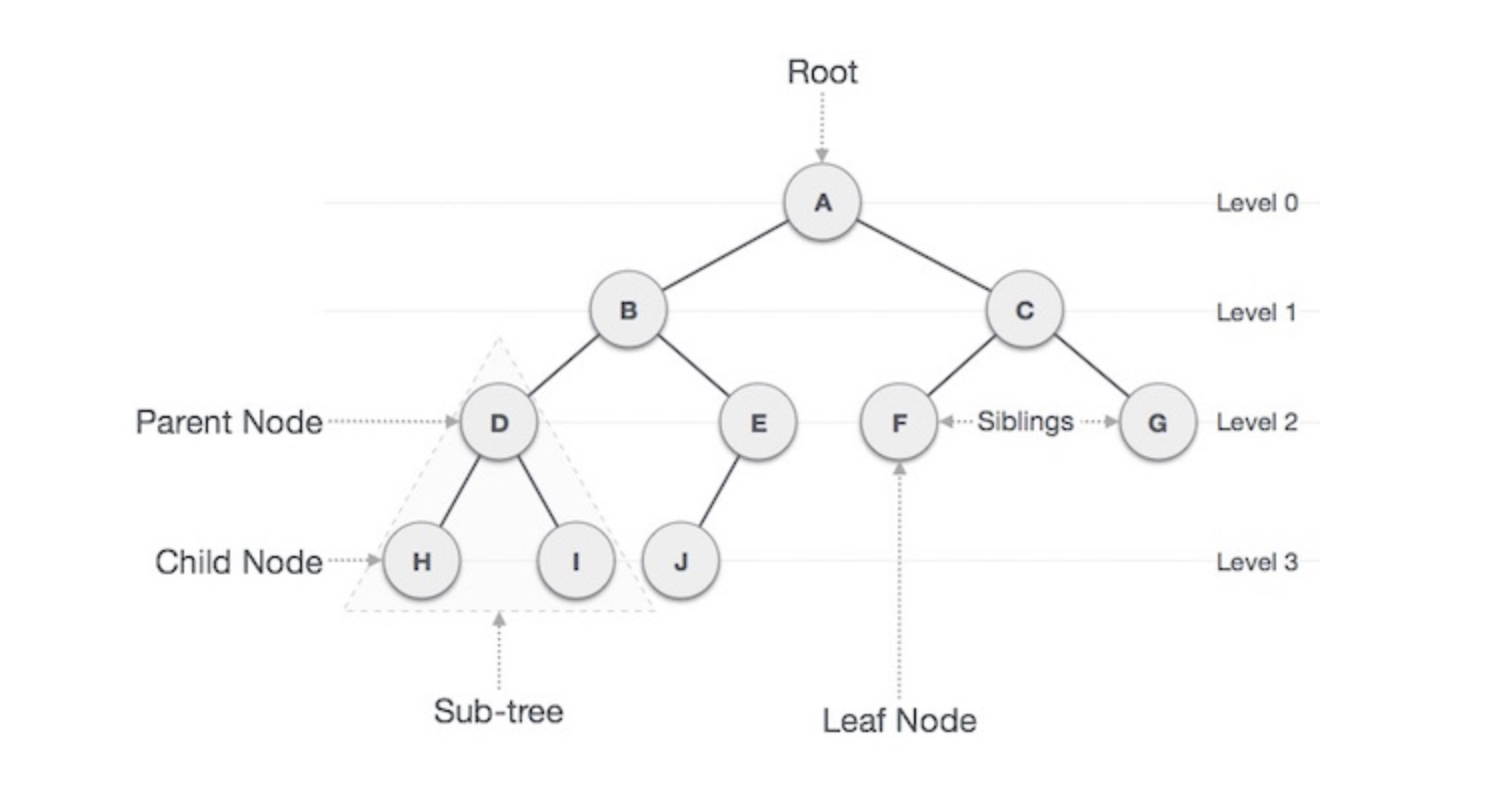 Root
A
Level 0
B
C
Level 1
Parent Node
D
E
F
Siblings
G
Level 2
Child Node
H
I
J
Level 3
Sub-tree
Leaf Node